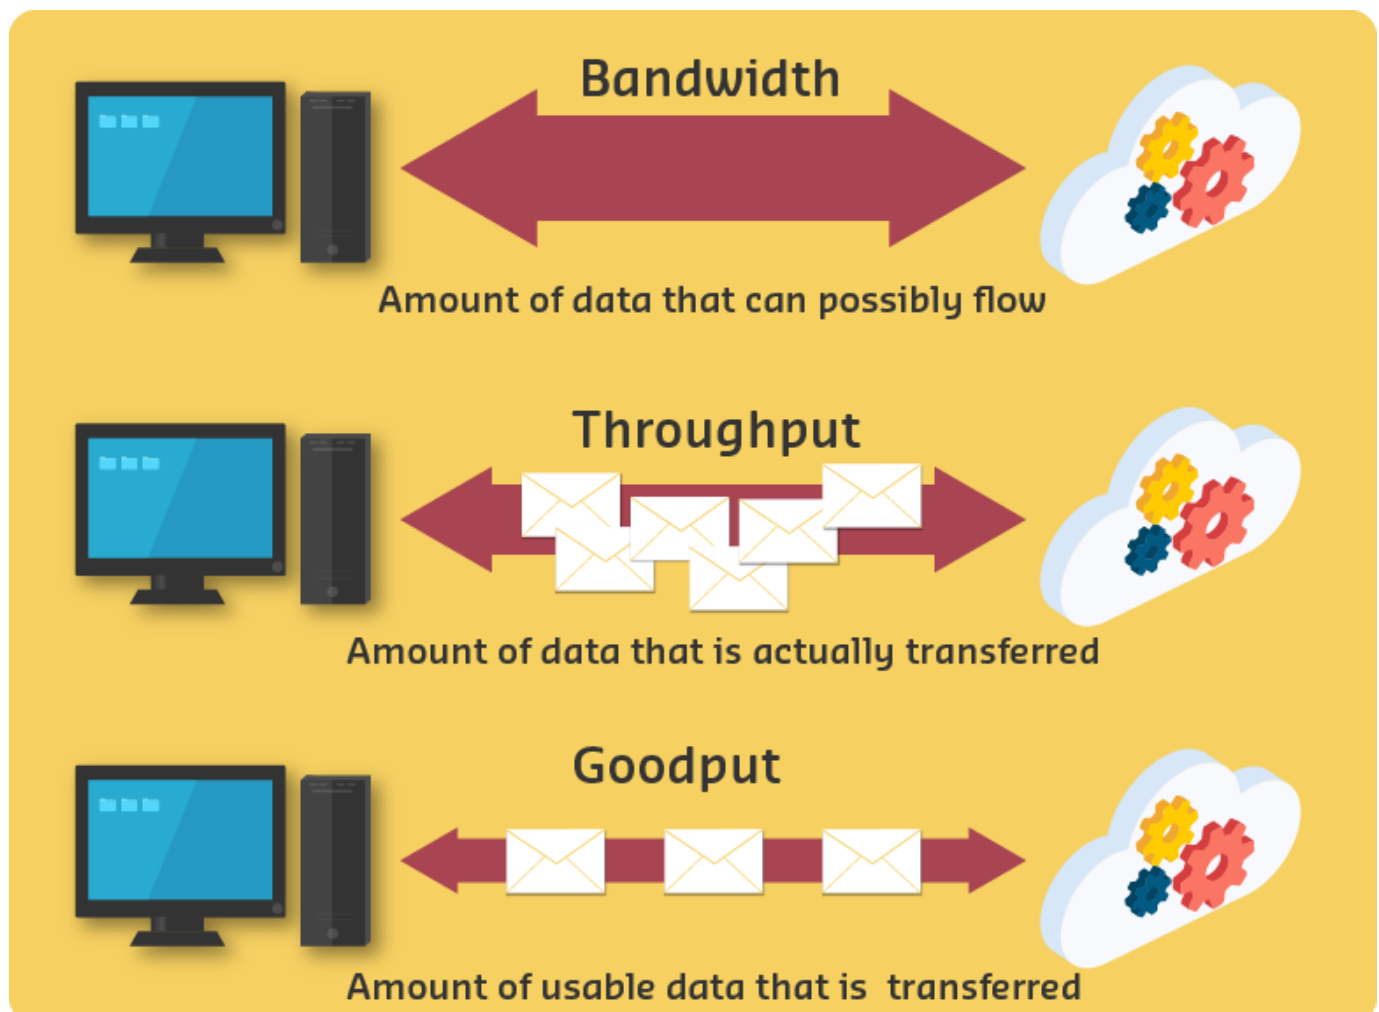 Bandwidth
Amount of data that can possibly flow
Throughput
Amount of data that is actually transferred
Goodput
Amount of usable data that is transferred